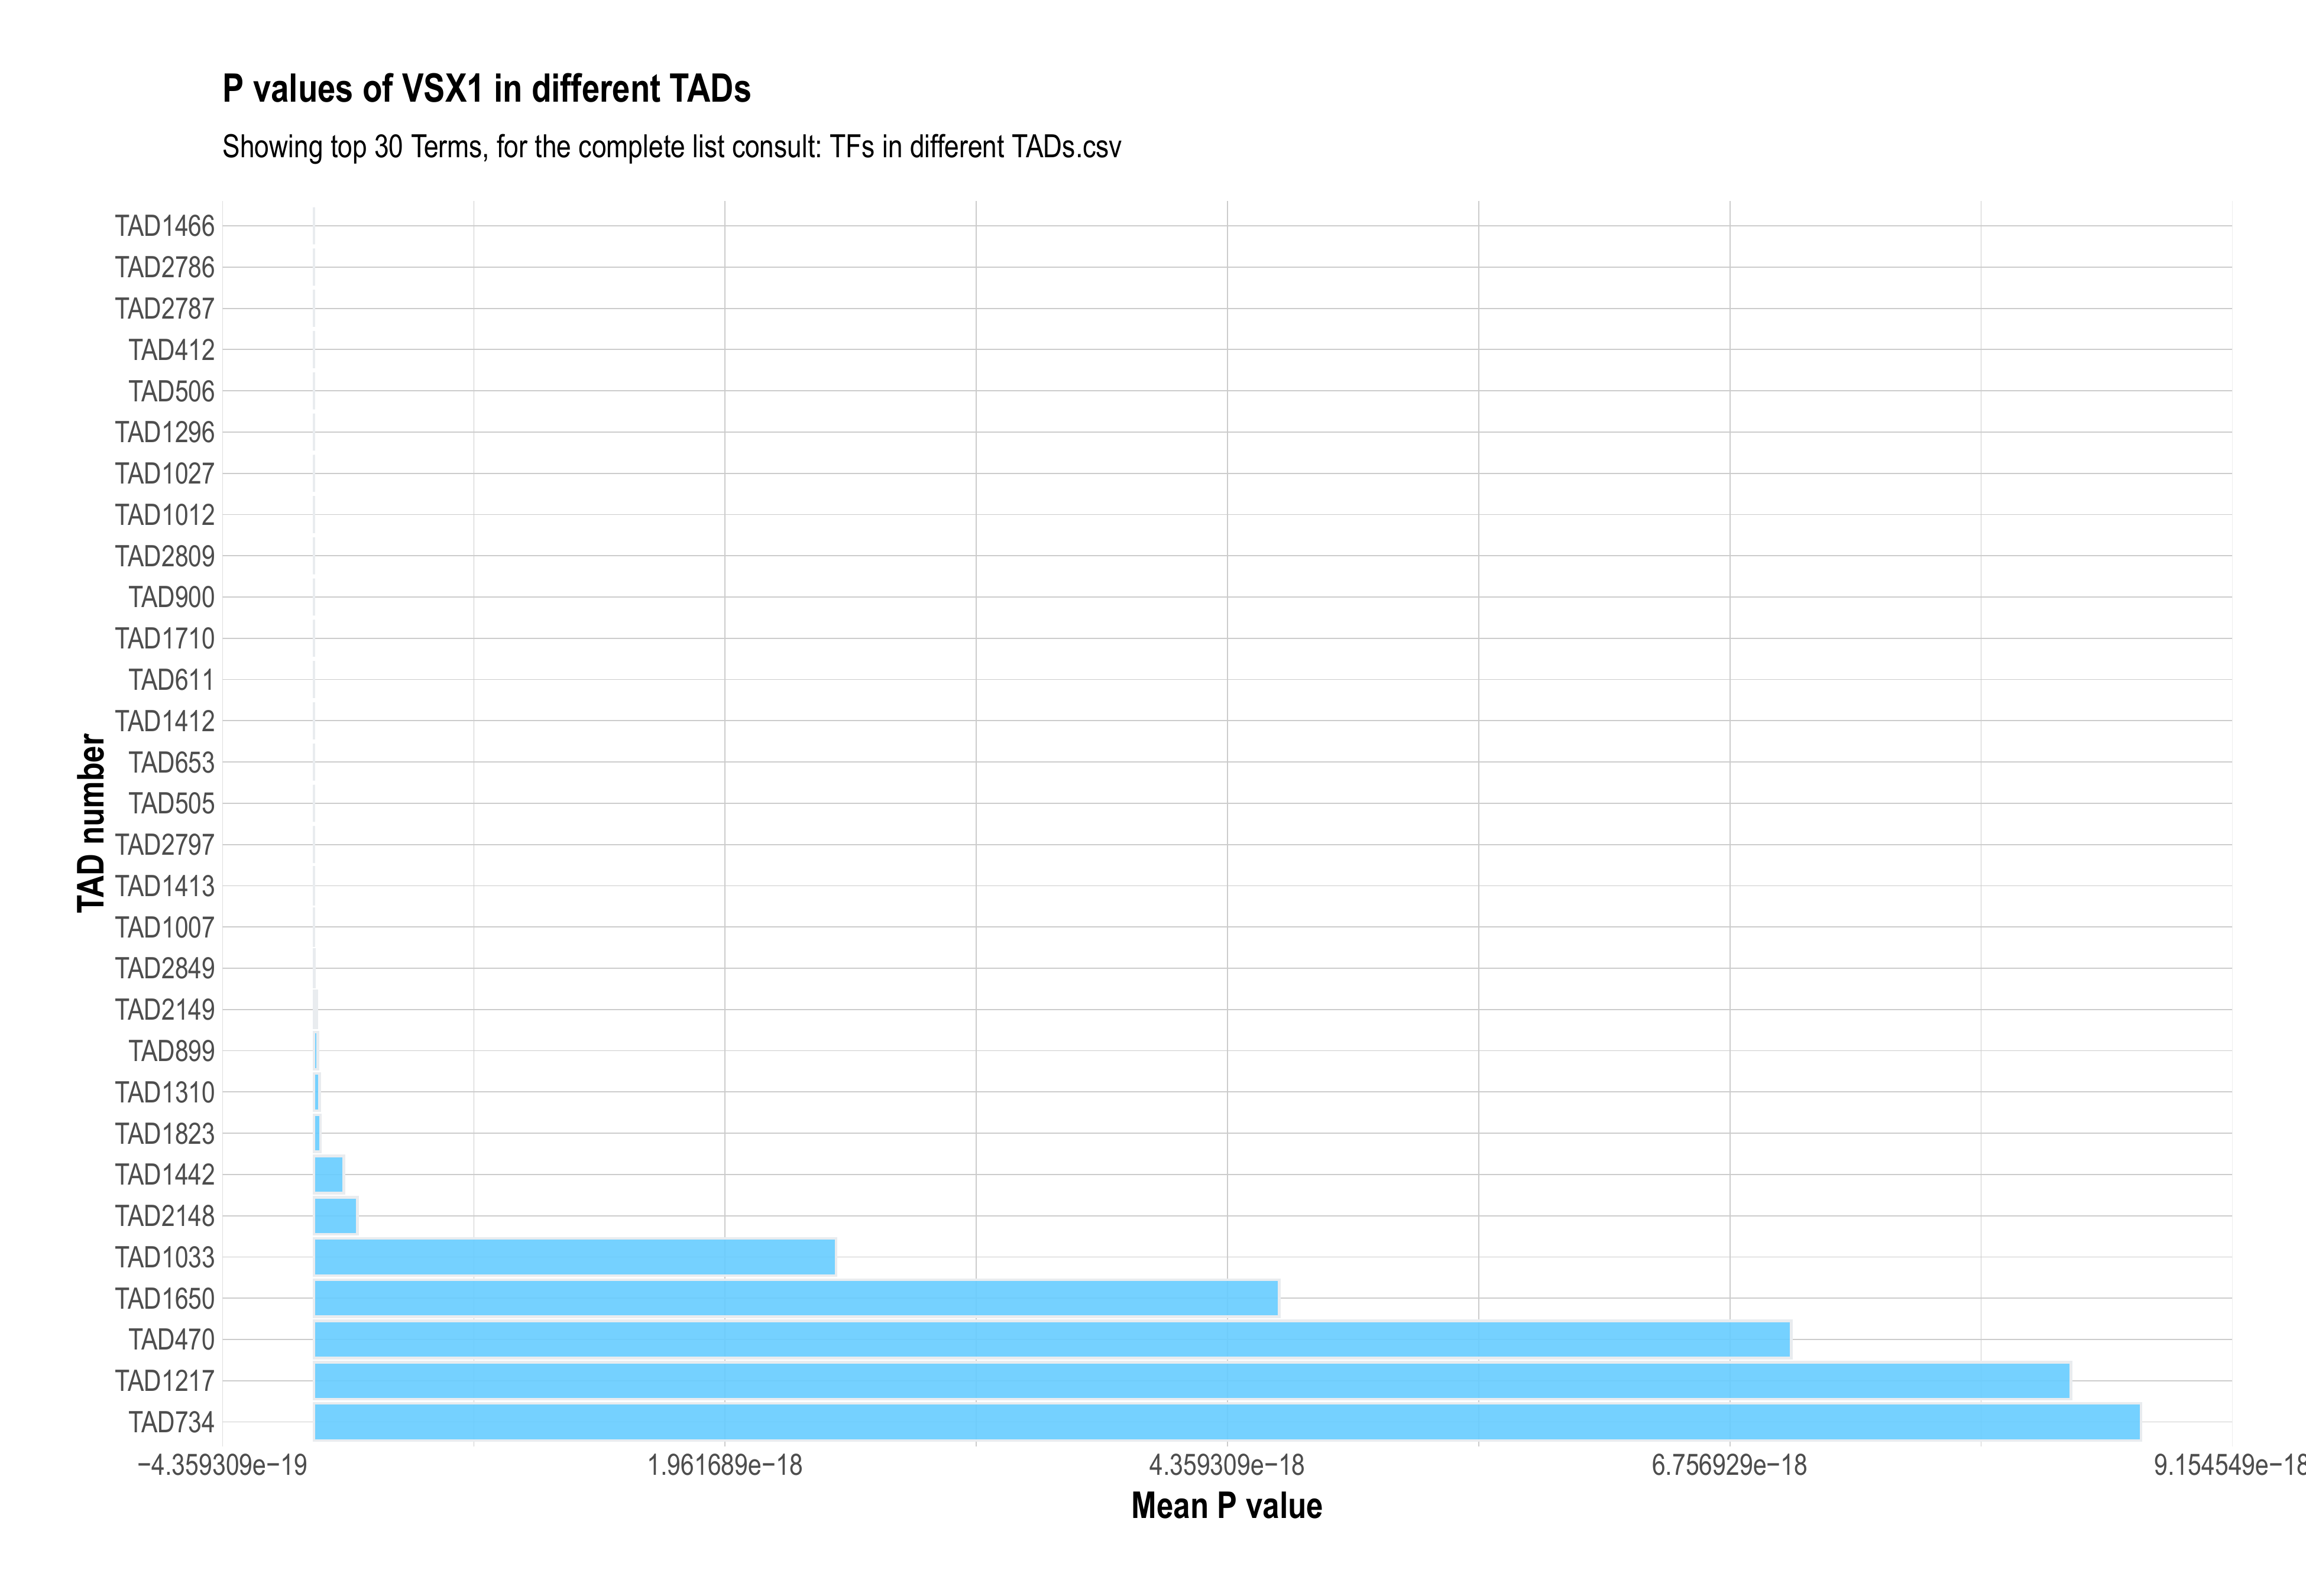 P values of VSX1 in different TADs
Showing top 30 Terms, for the complete list consult: TFs in different TADs.csv
TAD number
TAD1466
TAD2786
TAD2787
TAD412
TAD506
TAD1296
TAD1027
TAD1012
TAD2809
TAD900
TAD1710
TAD611
TAD1412
TAD653
TAD505
TAD2797
TAD1413
TAD1007
TAD2849
TAD2149
TAD899
TAD1310
TAD1823
TAD1442
TAD2148
TAD1033
TAD1650
TAD470
TAD1217
TAD734
−4.359309e−19 1.961689e−18 4.359309e−18 6.756929e−18 9.154549e−18
Mean P value